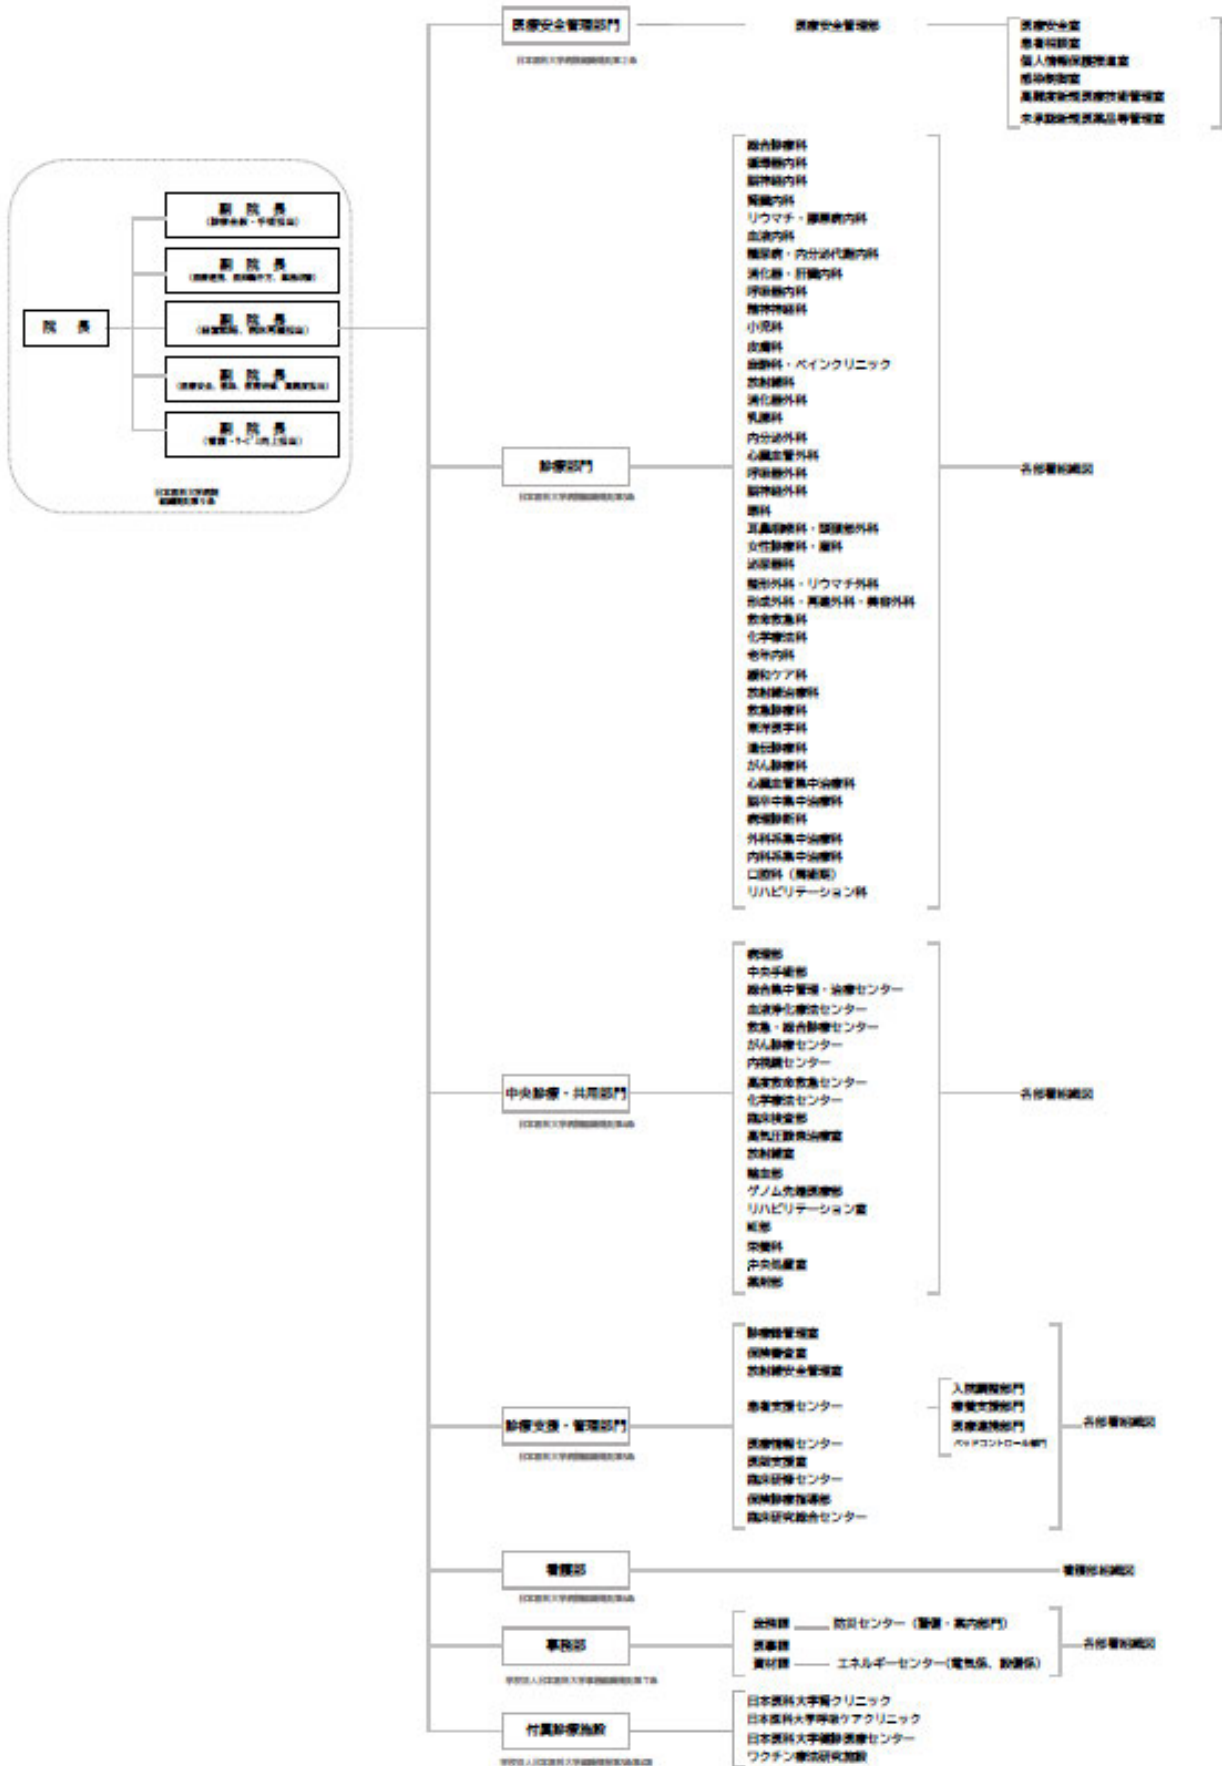 医療安全管理部門
日本医科大学病院組織規則第2条
医療安全管理部
医療安全室
患者相談室
個人情報保護推進室
感染制御室
高難度新規医療技術管理室
未承認新規医薬品等管理室
院 長
副 院 長
副 院 長
副 院 長
副 院 長
副 院 長
日本医科大学病院
診療部門
総合診療科
循環器内科
脳神経内科
腎臓内科
リウマチ・膠原病内科
血液内科
糖尿病・内分泌代謝内科
消化器・肝臓内科
呼吸器内科
精神神経科
小児科
皮膚科
麻酔科・ペインクリニック
放射線科
消化器外科
乳腺科
内分泌外科
心臓血管外科
呼吸器外科
脳神経外科
眼科
耳鼻咽喉科・頭頸部外科
女性診療科・産科
泌尿器科
整形外科・リウマチ外科
形成外科・再建外科・美容外科
救命救急科
化学療法科
老年内科
緩和ケア科
放射線治療科
救急診療科
東洋医学科
遺伝診療科
がん診療科
心臓血管集中治療科
脳卒中集中治療科
病理診断科
外科系集中治療科
内科系集中治療科
口腔科（周術期）
リハビリテーション科
各部署組織図
中央診療・共用部門
病理部
中央手術部
総合集中管理・治療センター
血液浄化療法センター
救急・総合診療センター
がん診療センター
内視鏡センター
高度救命救急センター
化学療法センター
臨床検査部
高気圧酸素治療室
放射線室
輸血部
ゲノム先端医療部
リハビリテーション室
栄養科
中央処置室
薬剤部
各部署組織図
診療支援・管理部門
診療録管理室
保険審査室
放射線安全管理室
患者支援センター
入院調整部門
療養支援部門
医療連携部門
ベッドコントロール部門
医療情報センター
医師支援室
臨床研修センター
保険診療指導部
臨床研究総合センター
各部署組織図
看護部
看護部組織図
事務部
庶務課 防災センター（警備・案内部門）
医事課
資材課 エネルギーセンター(電気係、設備係)
各部署組織図
付属診療施設
日本医科大学腎クリニック
日本医科大学呼吸ケアクリニック
日本医科大学健診医療センター
ワクチン療法研究施設